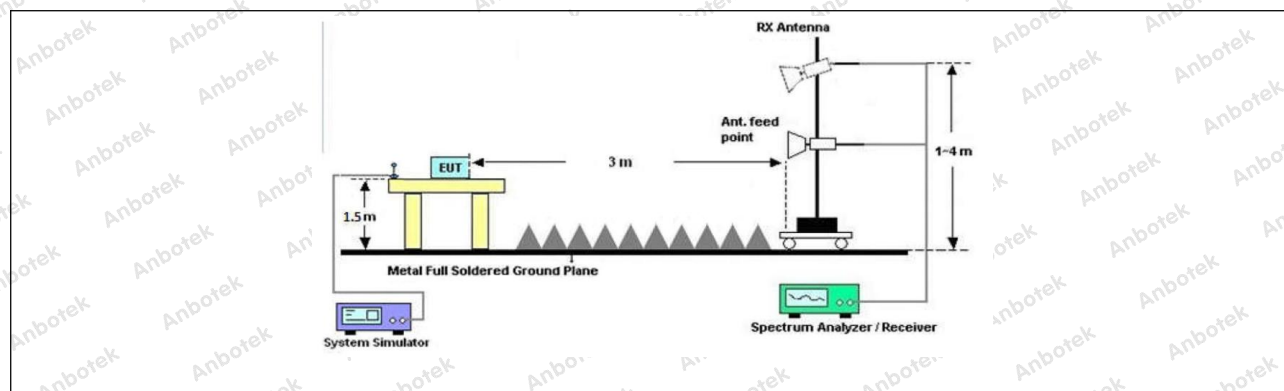 RX Antenna
Ant. feed
point
1~4 m
EUT
3 m
1.5 m
Metal Full Soldered Ground Plane
System Simulator
Spectrum Analyzer / Receiver
Anbotek